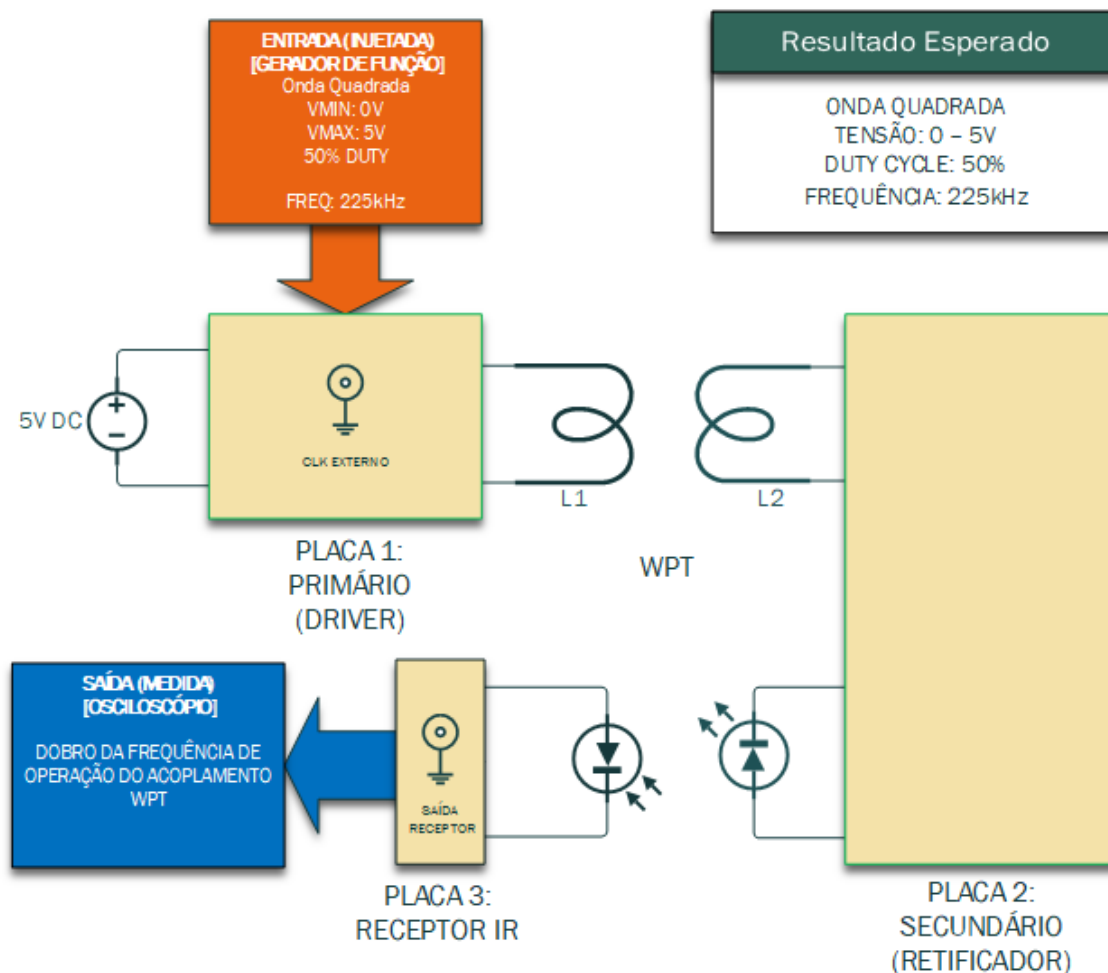 ENTRADA (INJETADA)
[GERADOR DE FUNÇÃO]
Onda Quadrada
VMIN: 0V
VMAX: 5V
50% DUTY
FREQ: 225kHz
Resultado Esperado
ONDA QUADRADA
TENSÃO: 0 – 5V
DUTY CYCLE: 50%
FREQUÊNCIA: 225kHz
5V DC
CLK EXTERNO
L1
L2
PLACA 1:
PRIMÁRIO
(DRIVER)
WPT
SAÍDA (MEDIDA)
[OSCILOSCÓPIO]
DOBRO DA FREQUÊNCIA DE
OPERAÇÃO DO ACOPLAMENTO
WPT
SAÍDA
RECEPTOR
PLACA 3:
RECEPTOR IR
PLACA 2:
SECUNDÁRIO
(RETIFICADOR)